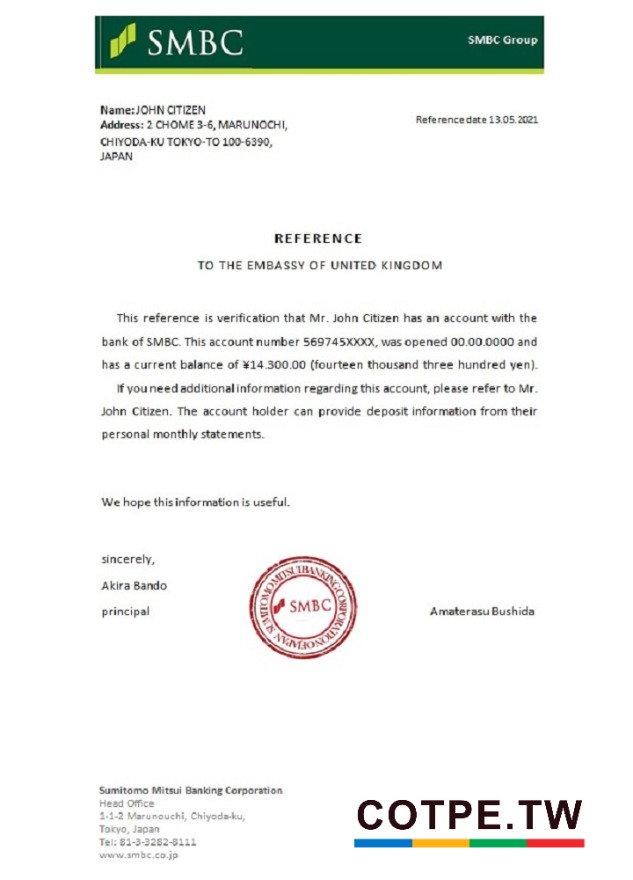 SMBC
SMBC Group
Name: JOHN CITIZEN
Address: 2 CHOME 3-6, MARUNOCHI,
CHIYODA-KU TOKYO-TO 100-6390,
JAPAN
Reference date 13.05.2021
REFERENCE
TO THE EMBASSY OF UNITED KINGDOM
This reference is verification that Mr. John Citizen has an account with the
bank of SMBC. This account number 569745XXXX, was opened 00.00.0000 and
has a current balance of ¥14.300.00 (fourteen thousand three hundred yen).
If you need additional information regarding this account, please refer to Mr.
John Citizen. The account holder can provide deposit information from their
personal monthly statements.
We hope this information is useful.
sincerely,
Akira Bando
principal
SUMITOMO MITSUI BANKING CORPORATION OF JAPAN
SMBC
Amaterasu Bushida
Sumitomo Mitsui Banking Corporation
Head Office
1-1-2 Marunouchi, Chiyoda-ku,
Tokyo, Japan
Tel; 81-3-3282-8111
www.smbc.co.jp
COTPE.TW